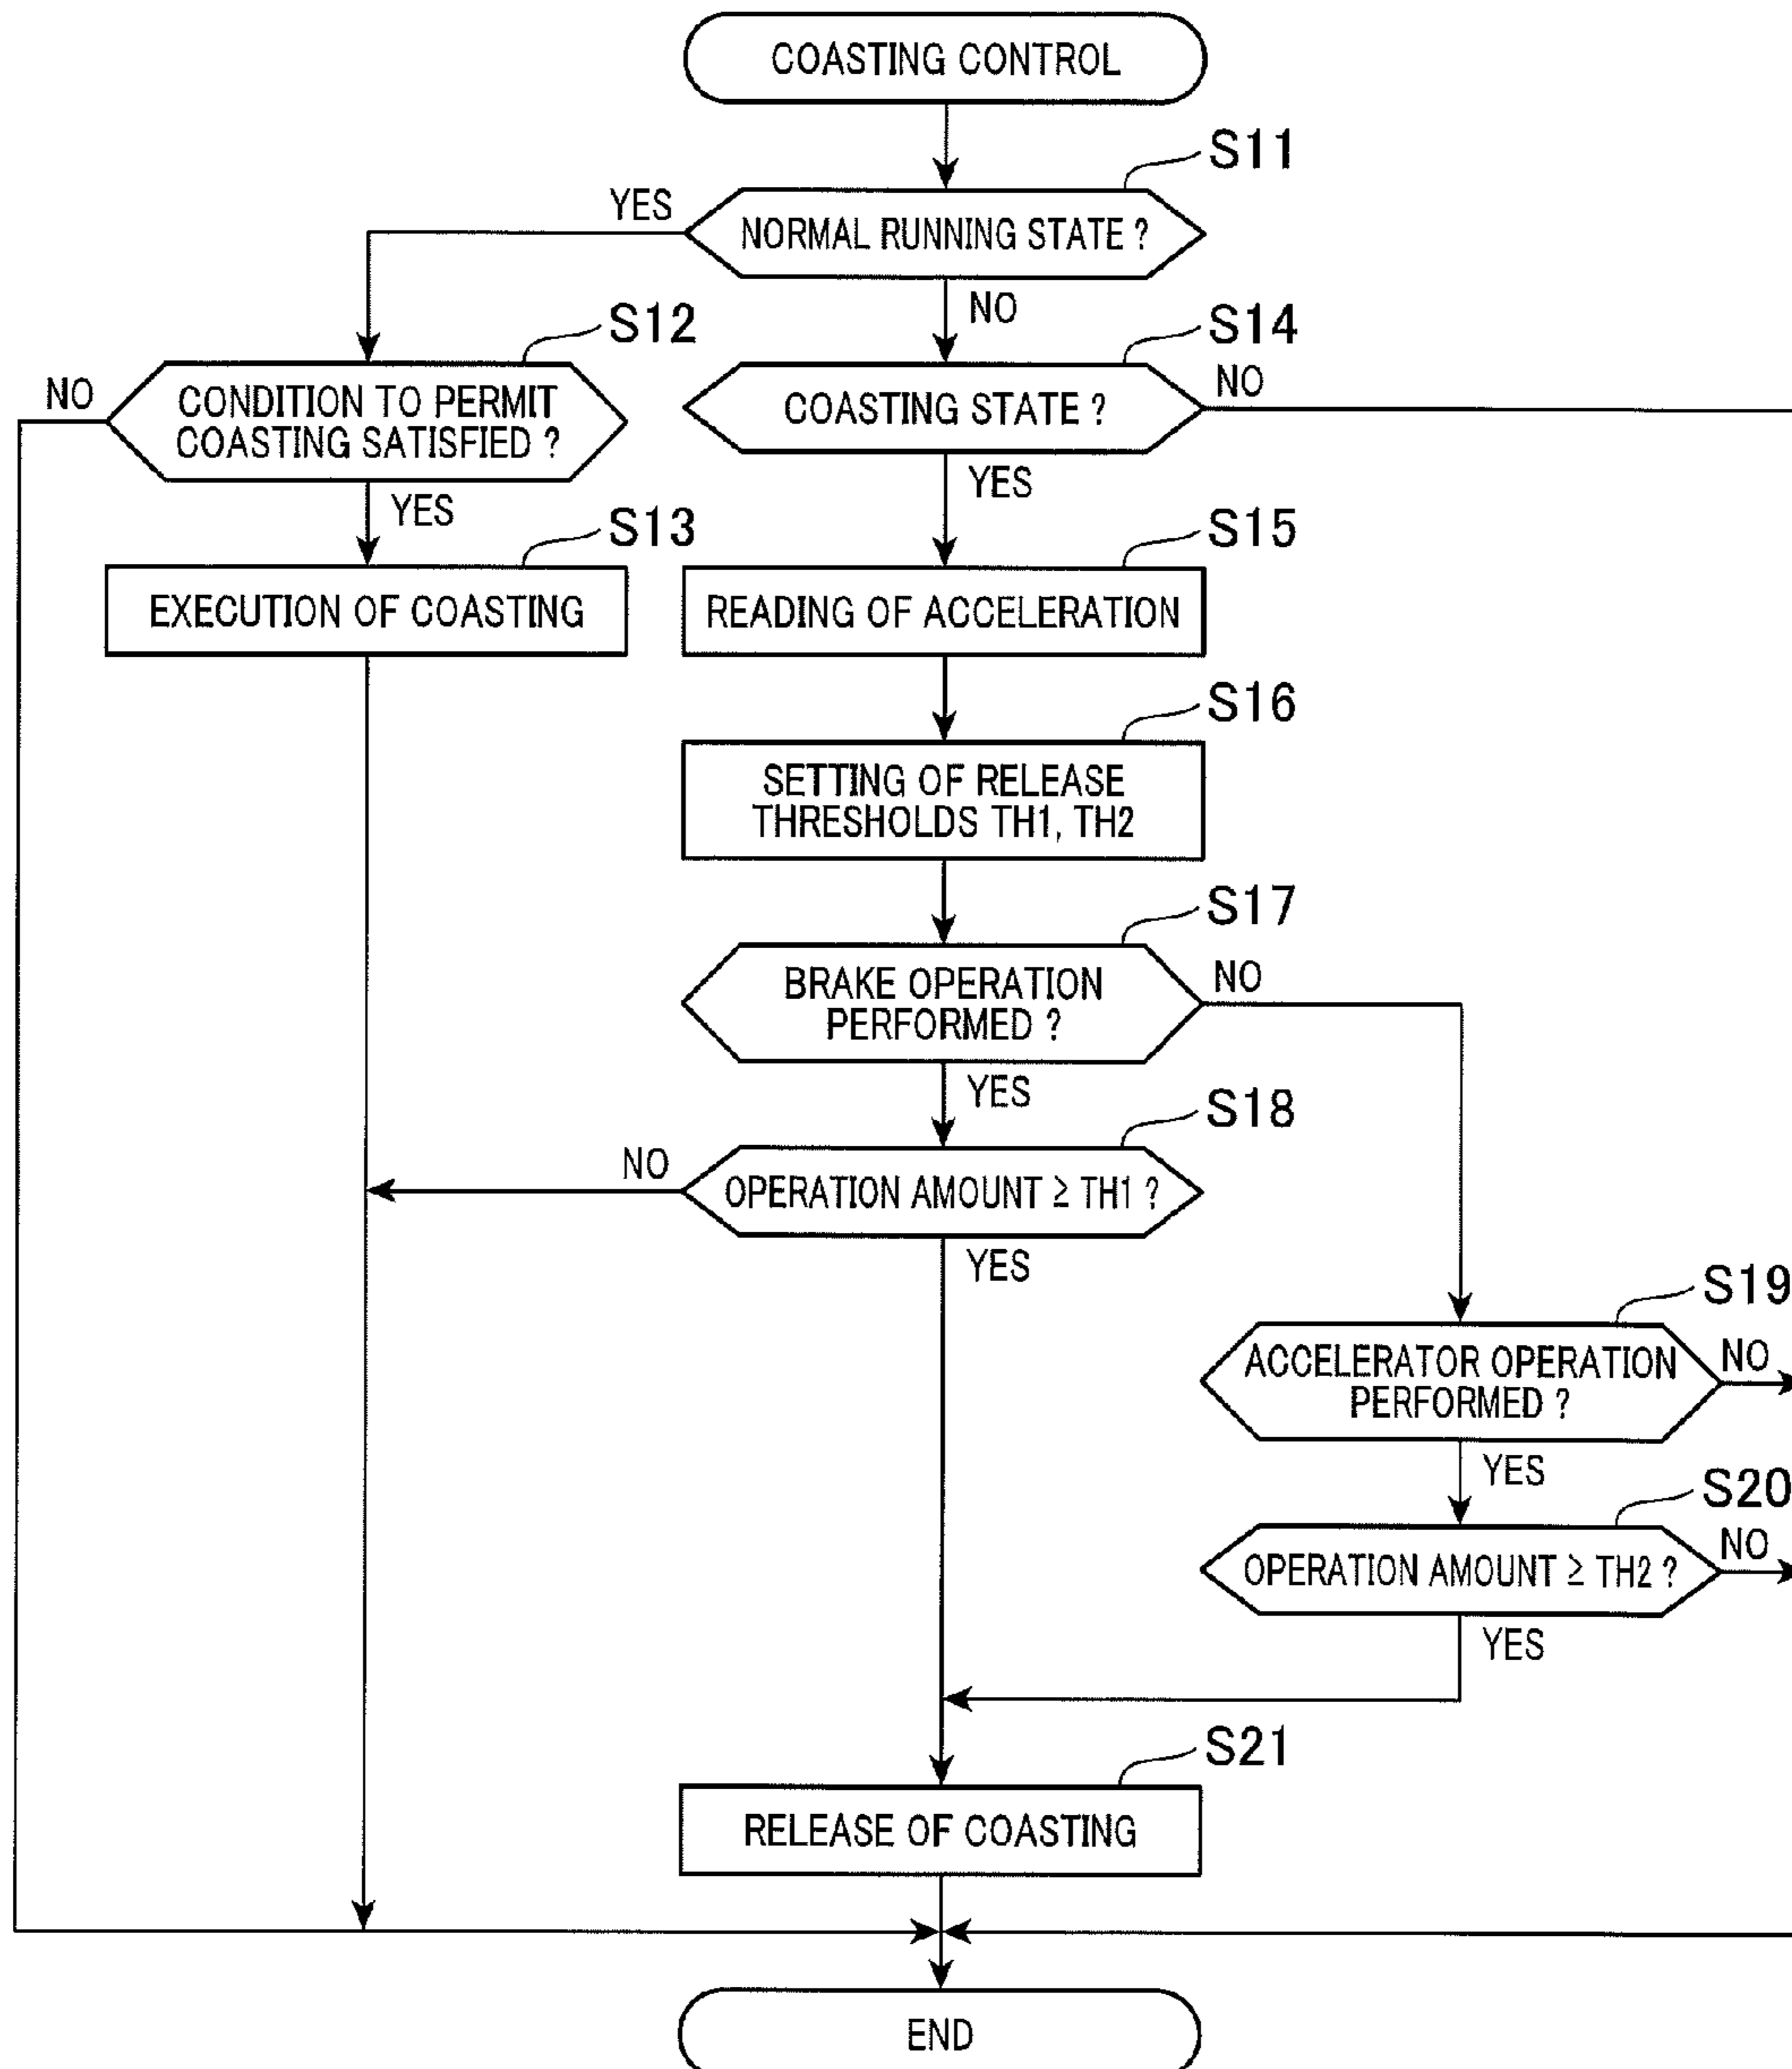 COASTING CONTROL
S11
YES
NORMAL RUNNING STATE ?
NO
S12
S14
NO
CONDITION TO PERMIT
COASTING SATISFIED ?
COASTING STATE ?
NO
YES
YES
S13
S15
EXECUTION OF COASTING
READING OF ACCELERATION
S16
SETTING OF RELEASE
THRESHOLDS TH1, TH2
S17
BRAKE OPERATION
PERFORMED ?
NO
YES
S18
NO
OPERATION AMOUNT ≥ TH1 ?
YES
S19
ACCELERATOR OPERATION
PERFORMED ?
NO
YES
S20
NO
OPERATION AMOUNT ≥ TH2 ?
YES
S21
RELEASE OF COASTING
END